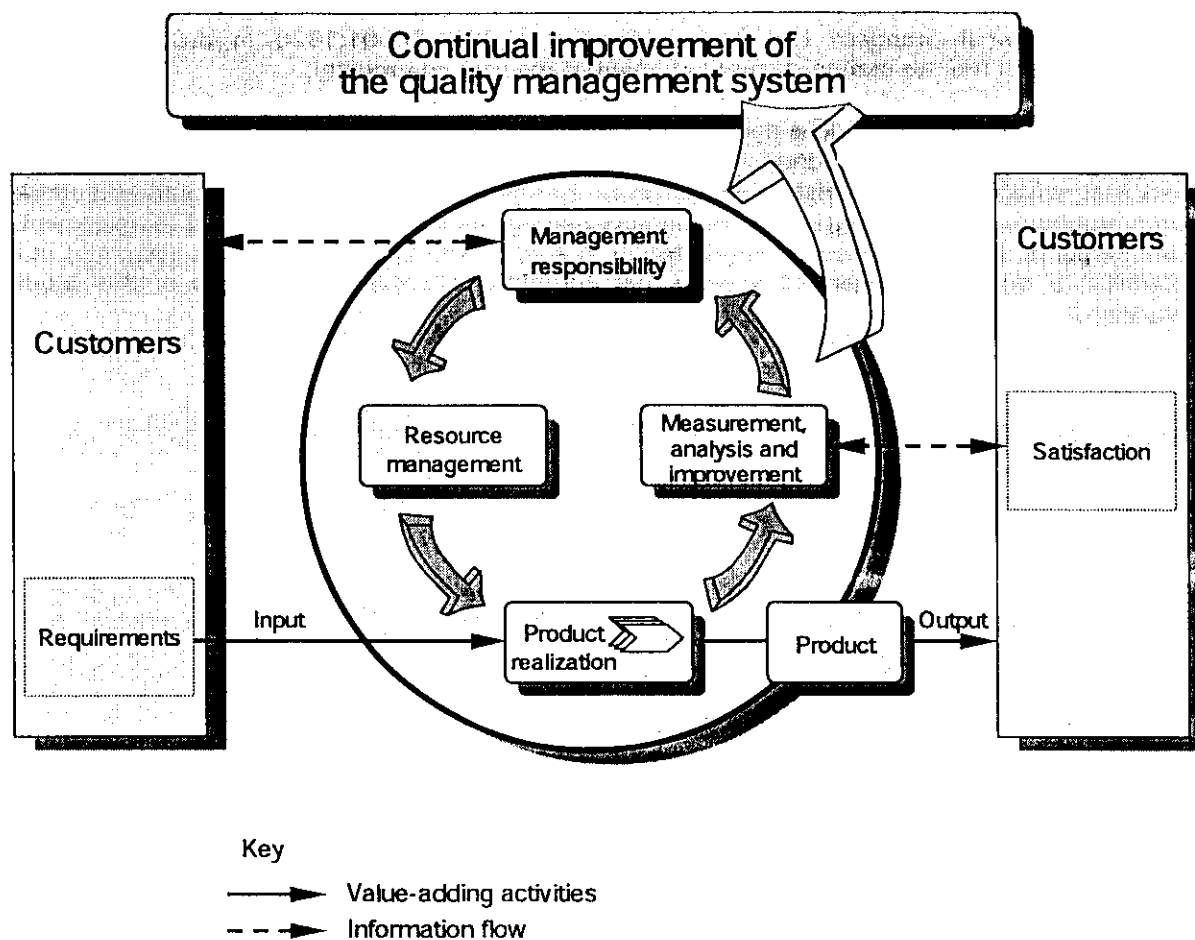 Continual improvement of
the quality management system
Customers
Requirements
Management
responsibility
Resource
management
Measurement,
analysis and
improvement
Product
realization
Product
Input
Output
Customers
Satisfaction
Key
Value-adding activities
Information flow